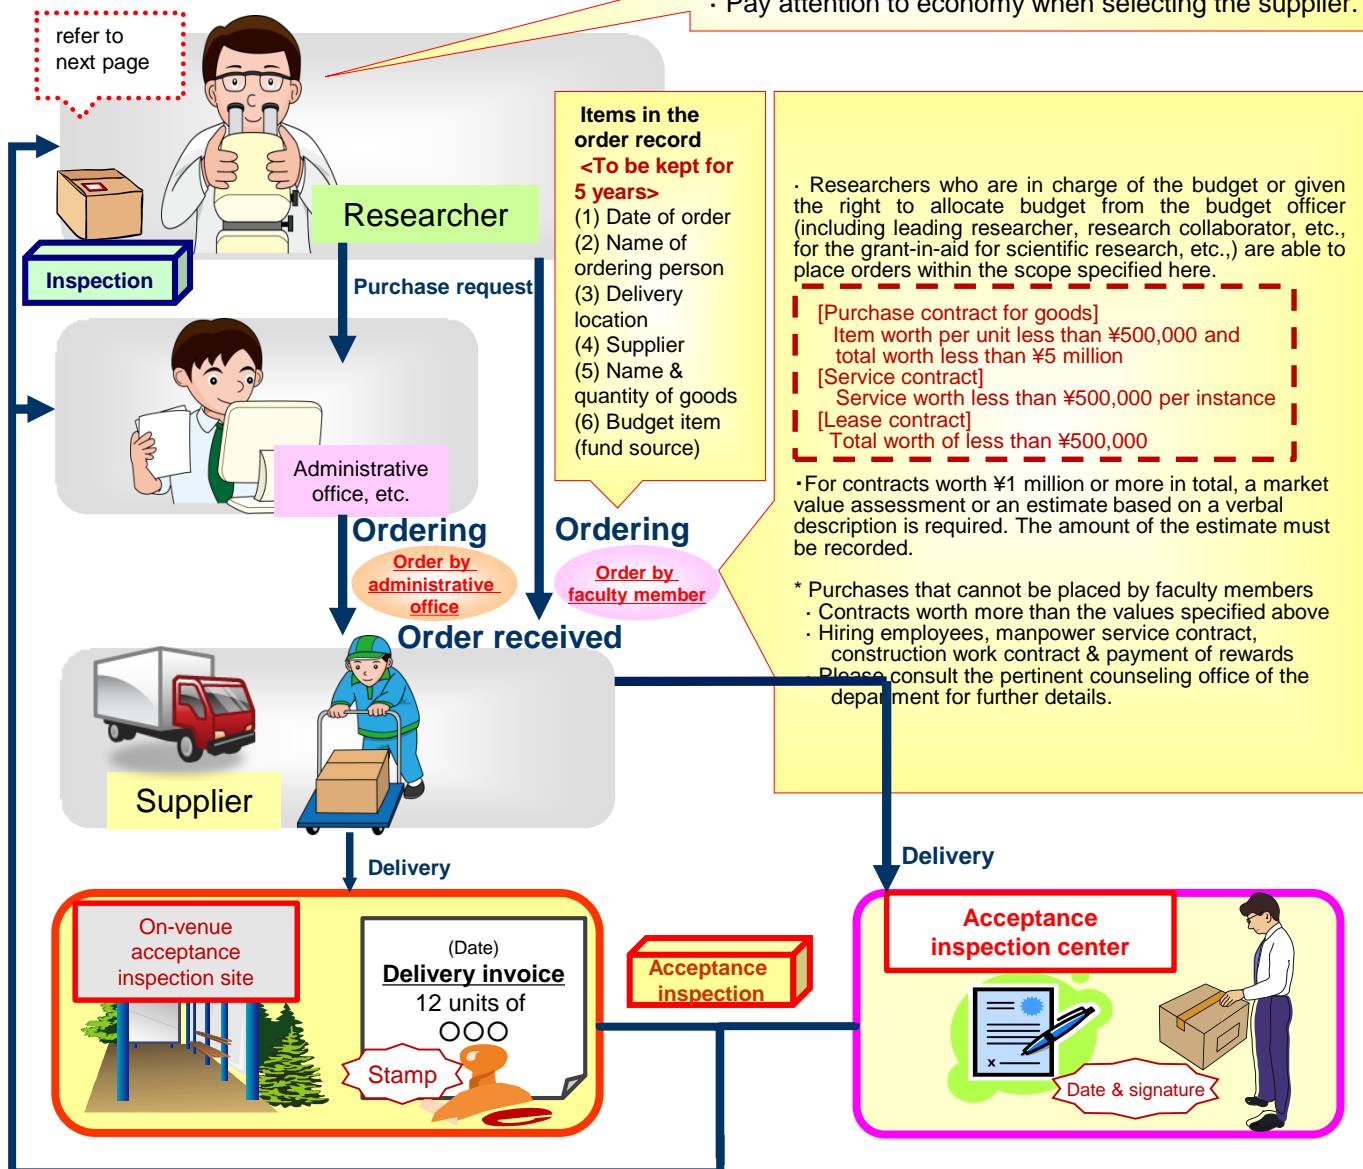 · Pay attention to economy when selecting the supplier.
refer to
next page
Researcher
Inspection
Purchase request
Items in the
order record
<To be kept for
5 years>
(1) Date of order
(2) Name of
ordering person
(3) Delivery
location
(4) Supplier
(5) Name &
quantity of goods
(6) Budget item
(fund source)
· Researchers who are in charge of the budget or given
the right to allocate budget from the budget officer
(including leading researcher, research collaborator, etc.,
for the grant-in-aid for scientific research, etc.,) are able to
place orders within the scope specified here.
[Purchase contract for goods]
Item worth per unit less than ¥500,000 and
total worth less than ¥5 million
[Service contract]
Service worth less than ¥500,000 per instance
[Lease contract]
Total worth of less than ¥500,000
·For contracts worth ¥1 million or more in total, a market
value assessment or an estimate based on a verbal
description is required. The amount of the estimate must
be recorded.
* Purchases that cannot be placed by faculty members
· Contracts worth more than the values specified above
· Hiring employees, manpower service contract,
construction work contract & payment of rewards
· Please consult the pertinent counseling office of the
department for further details.
Administrative
office, etc.
Ordering
Order by
administrative
office
Ordering
Order by
faculty member
Order received
Supplier
Delivery
Delivery
On-venue
acceptance
inspection site
(Date)
Delivery invoice
12 units of
○○○
Stamp
Acceptance
inspection
Acceptance
inspection center
x
Date & signature